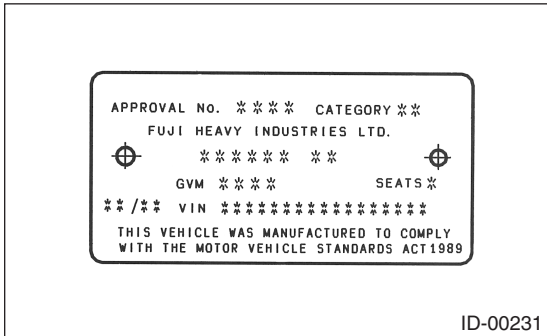 APPROVAL NO. **** CATEGORY **
FUJI HEAVY INDUSTRIES LTD.
****** **
GVM **** SEATS *
**/** VIN ****************
THIS VEHICLE WAS MANUFACTURED TO COMPLY
WITH THE MOTOR VEHICLE STANDARDS ACT 1989
ID-00231